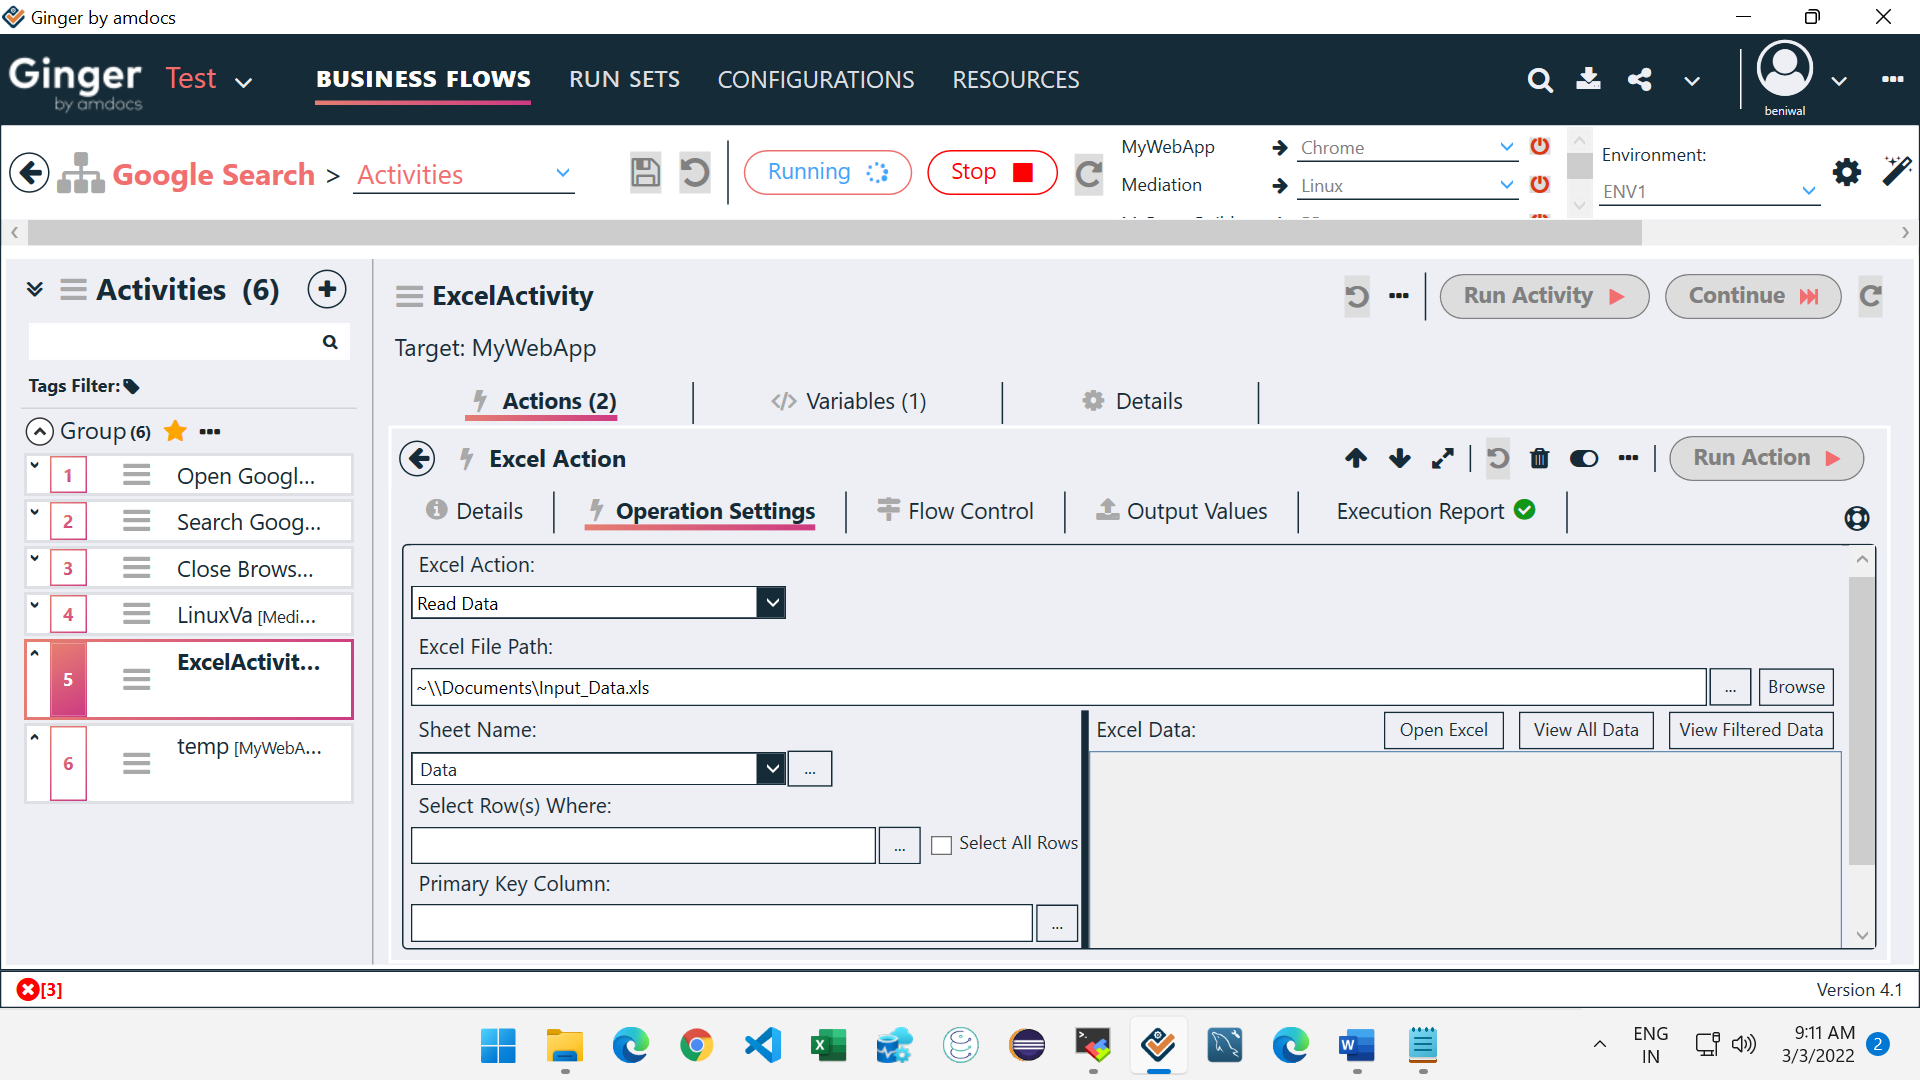 Ginger by amdocs
Ginger
by amdocs
Test
BUSINESS FLOWS
RUN SETS
CONFIGURATIONS
RESOURCES
beniwal
Google Search > Activities
Running
Stop
MyWebApp
Chrome
Mediation
Linux
Environment:
ENV1
Activities (6)
Tags Filter:
Group (6)
1 Open Googl...
2 Search Goog...
3 Close Brows...
4 LinuxVa [Medi...
5 ExcelActivit...
6 temp [MyWebA...
ExcelActivity
Run Activity
Continue
Target: MyWebApp
Actions (2)
</> Variables (1)
Details
Excel Action
Run Action
Details
Operation Settings
Flow Control
Output Values
Execution Report
Excel Action:
Read Data
Excel File Path:
~\\Documents\Input_Data.xls
...
Browse
Sheet Name:
Data
...
Excel Data:
Open Excel
View All Data
View Filtered Data
Select Row(s) Where:
...
Select All Rows
Primary Key Column:
...
[3]
Version 4.1
ENG
IN
9:11 AM
3/3/2022
2